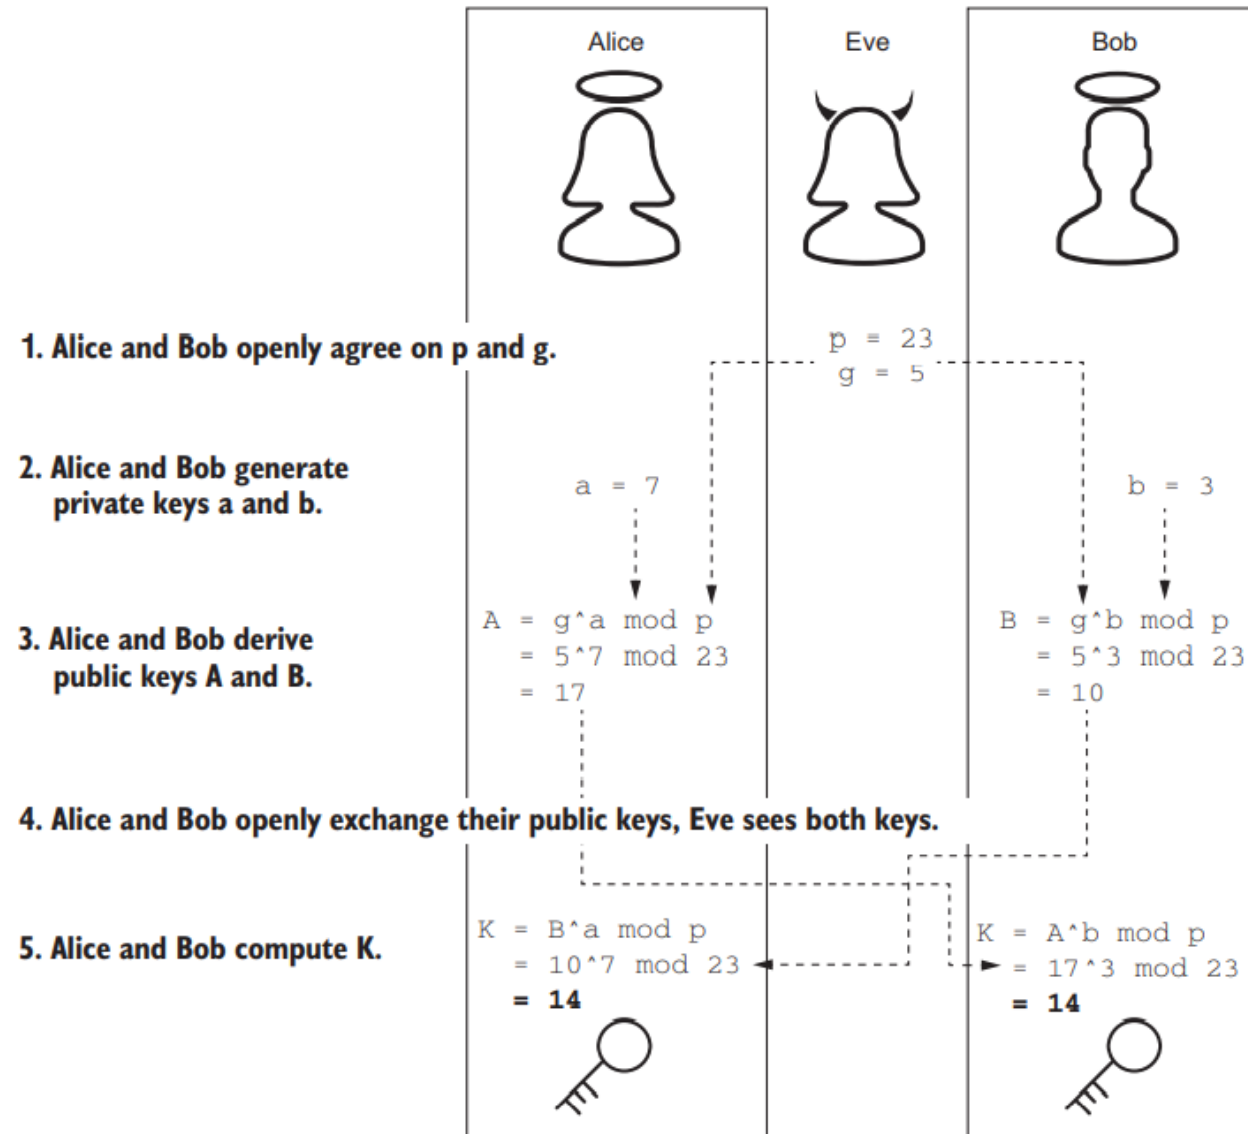 Alice
Eve
Bob
1. Alice and Bob openly agree on p and g.
p = 23
g = 5
2. Alice and Bob generate
private keys a and b.
a = 7
b = 3
3. Alice and Bob derive
public keys A and B.
A = g^a mod p
= 5^7 mod 23
= 17
B = g^b mod p
= 5^3 mod 23
= 10
4. Alice and Bob openly exchange their public keys, Eve sees both keys.
5. Alice and Bob compute K.
K = B^a mod p
= 10^7 mod 23
= 14
K = A^b mod p
= 17^3 mod 23
= 14